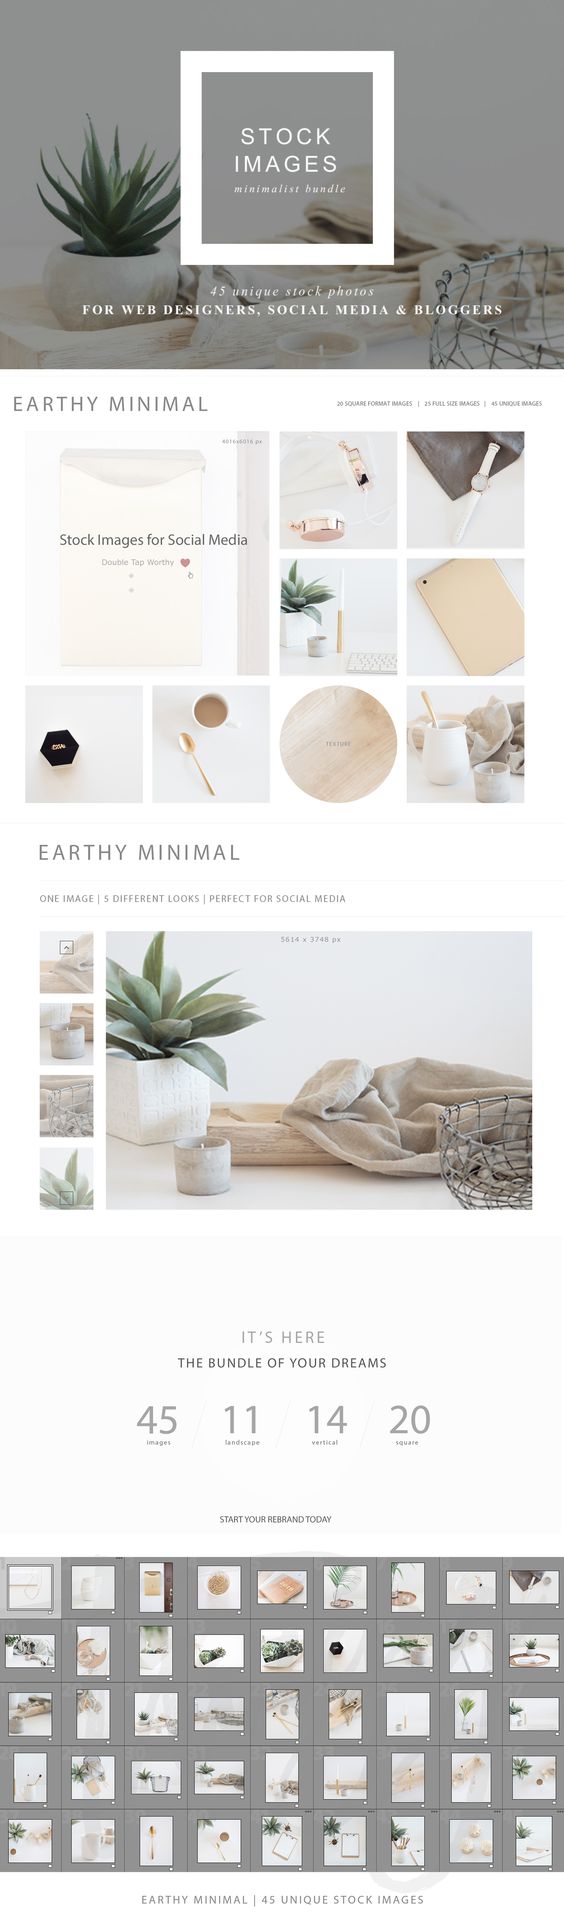 STOCK
IMAGES
minimalist bundle
45 unique stock photos
FOR WEB DESIGNERS, SOCIAL MEDIA & BLOGGERS
EARTHY MINIMAL
20 SQUARE FORMAT IMAGES | 25 FULL SIZE IMAGES | 45 UNIQUE IMAGES
4016x6016 px
Stock Images for Social Media
Double Tap Worthy
TEXTURE
EARTHY MINIMAL
ONE IMAGE | 5 DIFFERENT LOOKS | PERFECT FOR SOCIAL MEDIA
5614 x 3748 px
IT'S HERE
THE BUNDLE OF YOUR DREAMS
45 11 14 20
images landscape vertical square
START YOUR REBRAND TODAY
EARTHY MINIMAL | 45 UNIQUE STOCK IMAGES